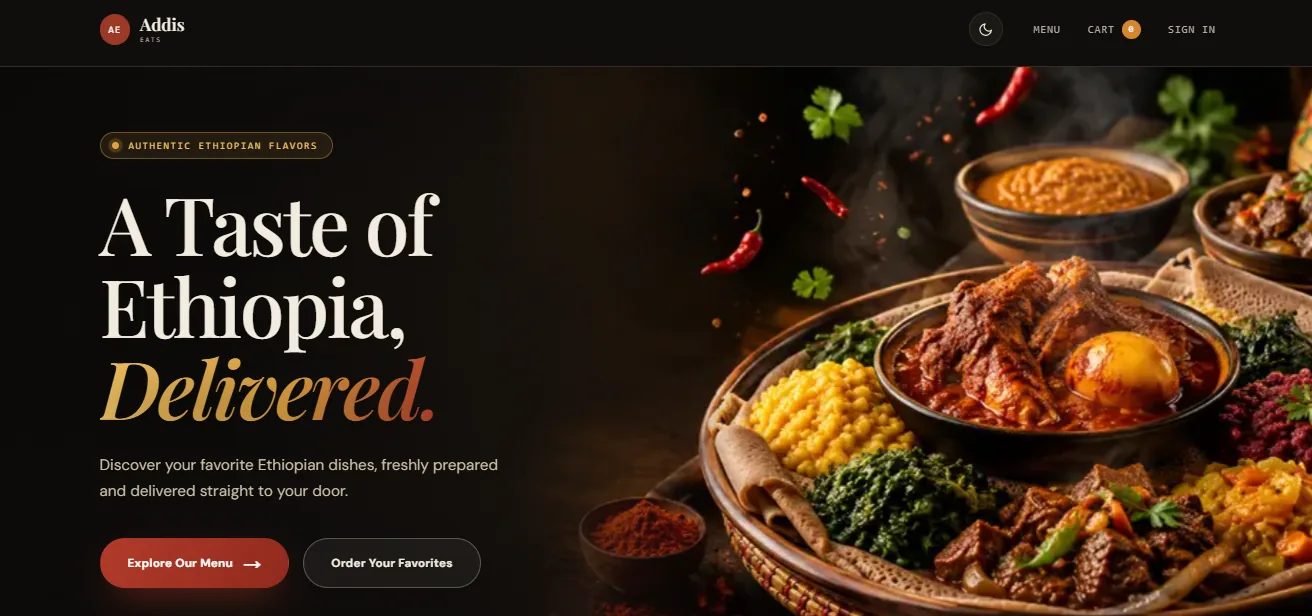 AE
Addis
EATS
MENU
CART 0
SIGN IN
AUTHENTIC ETHIOPIAN FLAVORS
A Taste of
Ethiopia,
Delivered.
Discover your favorite Ethiopian dishes, freshly prepared
and delivered straight to your door.
Explore Our Menu →
Order Your Favorites